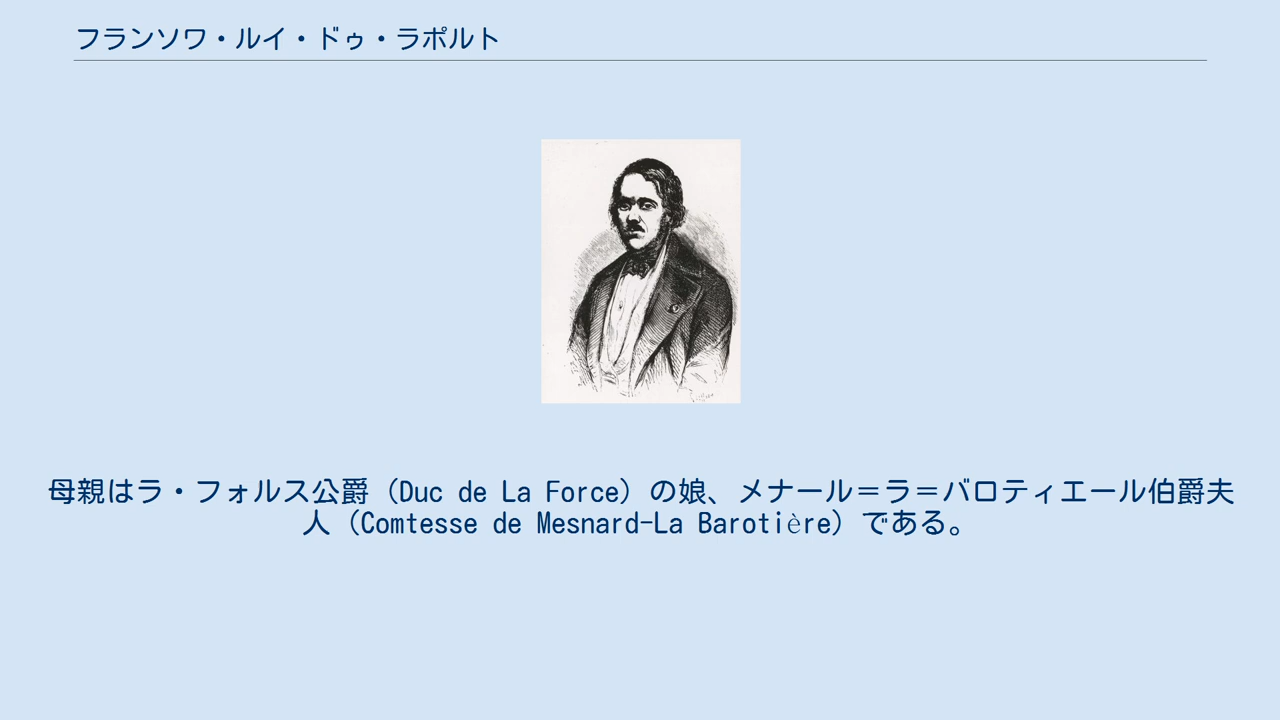 フランソワ・ルイ・ドゥ・ラポルト
母親はラ・フォルス公爵（Duc de La Force）の娘、メナール＝ラ＝バロティエール伯爵夫
人（Comtesse de Mesnard-La Barotière）である。